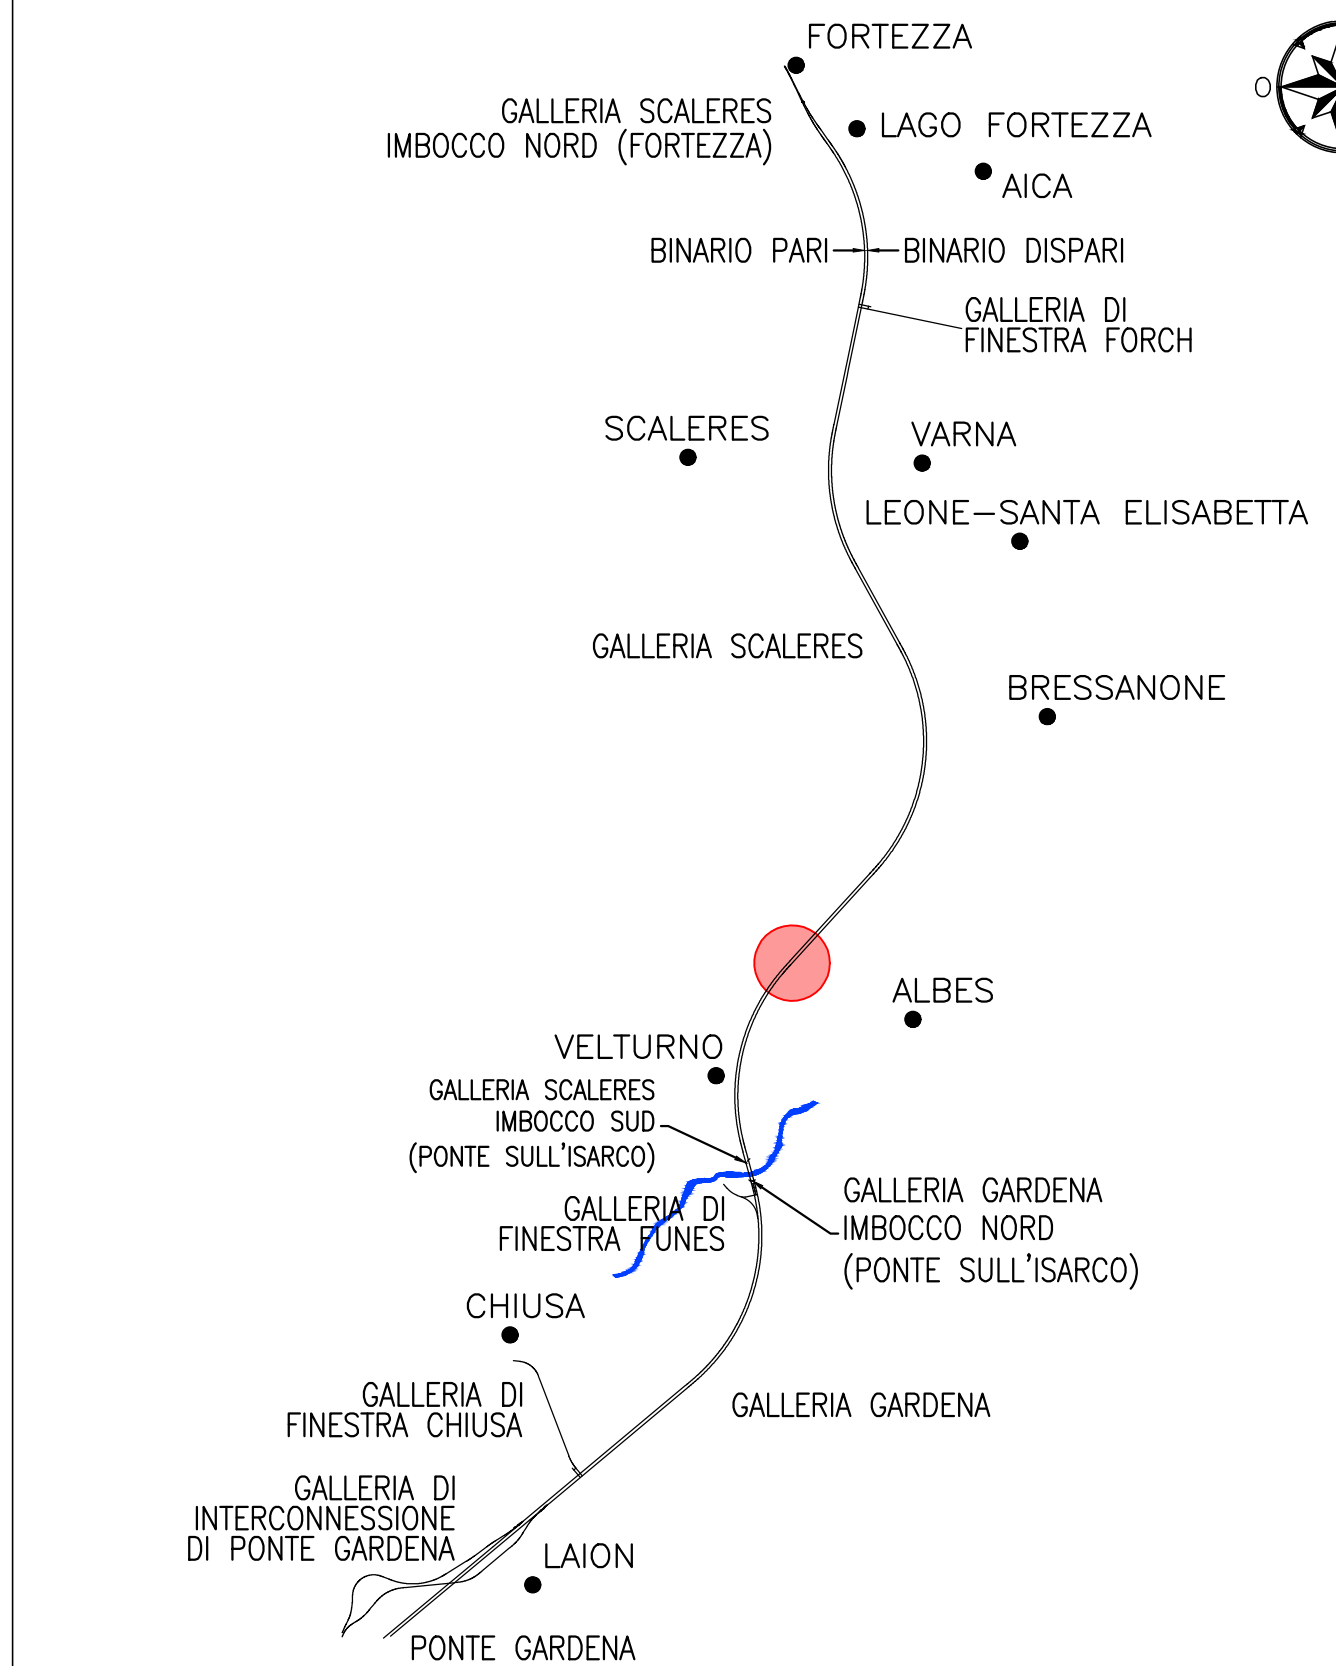 FORTEZZA
O
GALLERIA SCALERES
IMBOCCO NORD (FORTEZZA)
LAGO FORTEZZA
AICA
BINARIO PARI
BINARIO DISPARI
GALLERIA DI
FINESTRA FORCH
SCALERES
VARNA
LEONE-SANTA ELISABETTA
GALLERIA SCALERES
BRESSANONE
ALBES
VELTURNO
GALLERIA SCALERES
IMBOCCO SUD
(PONTE SULL'ISARCO)
GALLERIA DI
FINESTRA FUNES
GALLERIA GARDENA
IMBOCCO NORD
(PONTE SULL'ISARCO)
CHIUSA
GALLERIA DI
FINESTRA CHIUSA
GALLERIA GARDENA
GALLERIA DI
INTERCONNESSIONE
DI PONTE GARDENA
LAION
PONTE GARDENA